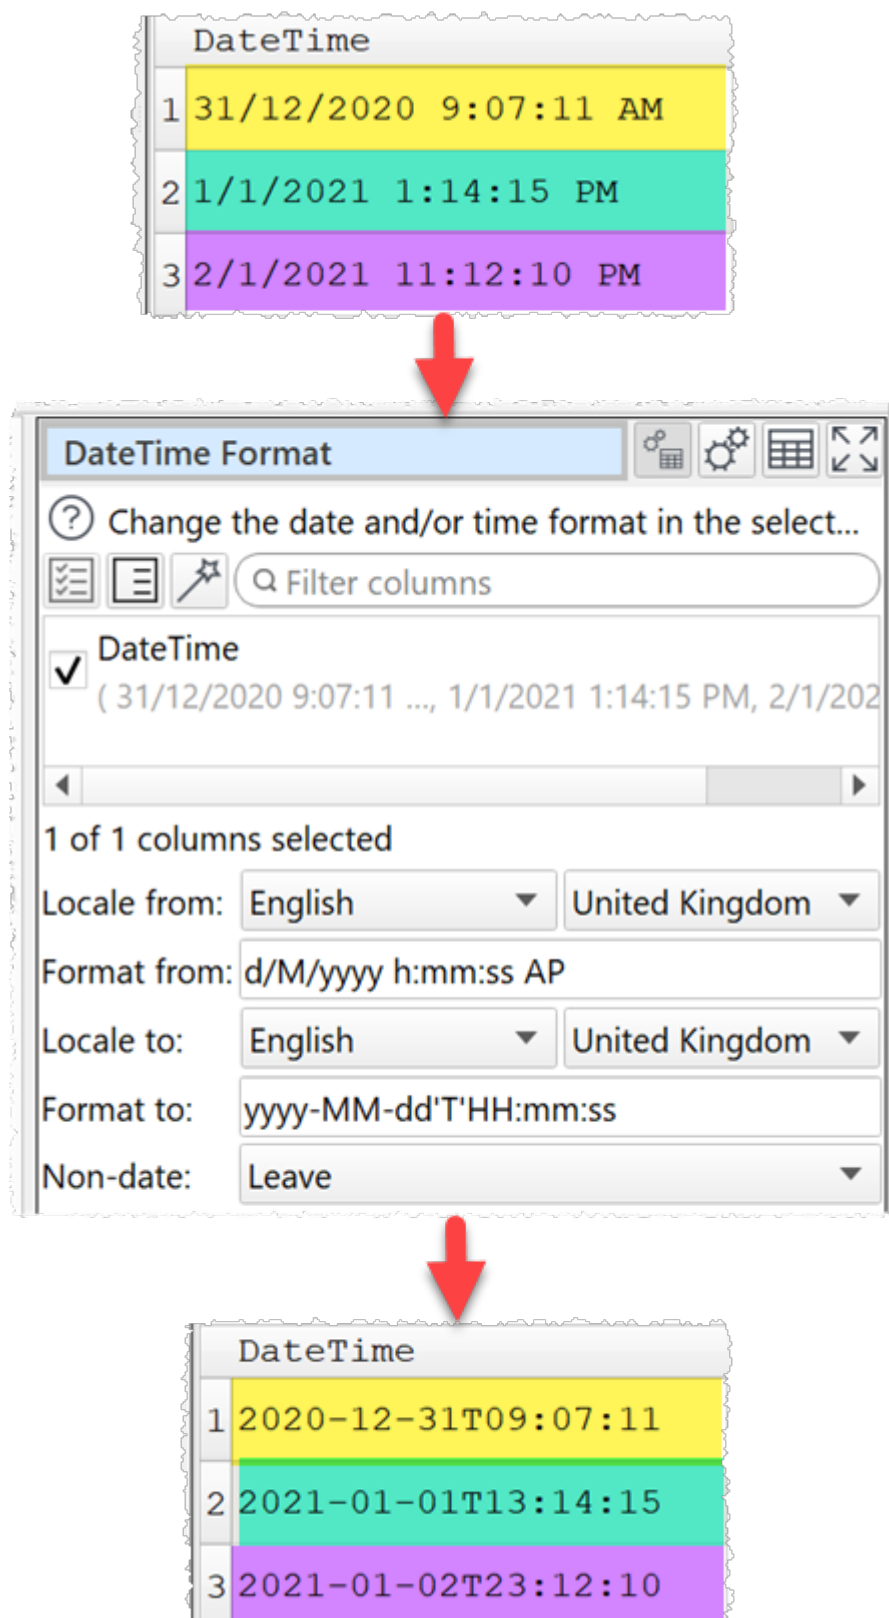 DateTime
1 31/12/2020 9:07:11 AM
2 1/1/2021 1:14:15 PM
3 2/1/2021 11:12:10 PM
DateTime Format
? Change the date and/or time format in the select...
Filter columns
DateTime
( 31/12/2020 9:07:11 ..., 1/1/2021 1:14:15 PM, 2/1/202
1 of 1 columns selected
Locale from: English United Kingdom
Format from: d/M/yyyy h:mm:ss AP
Locale to: English United Kingdom
Format to: yyyy-MM-dd'T'HH:mm:ss
Non-date: Leave
DateTime
1 2020-12-31T09:07:11
2 2021-01-01T13:14:15
3 2021-01-02T23:12:10